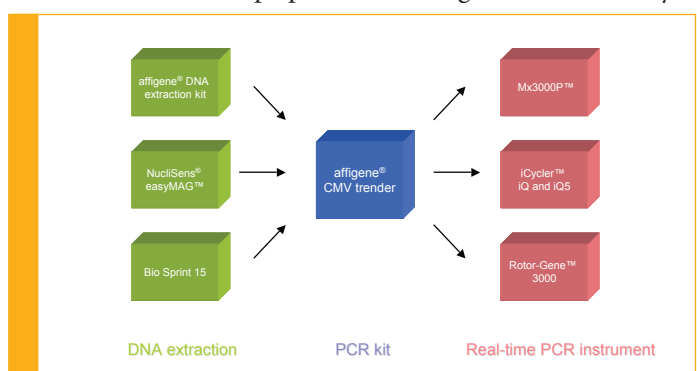 affigene® DNA
extraction kit
Mx3000P™
NucliSens®
easyMAG™
affigene®
CMV trender
iCycler™
iQ and iQ5
Bio Sprint 15
Rotor-Gene™
3000
DNA extraction
PCR kit
Real-time PCR instrument